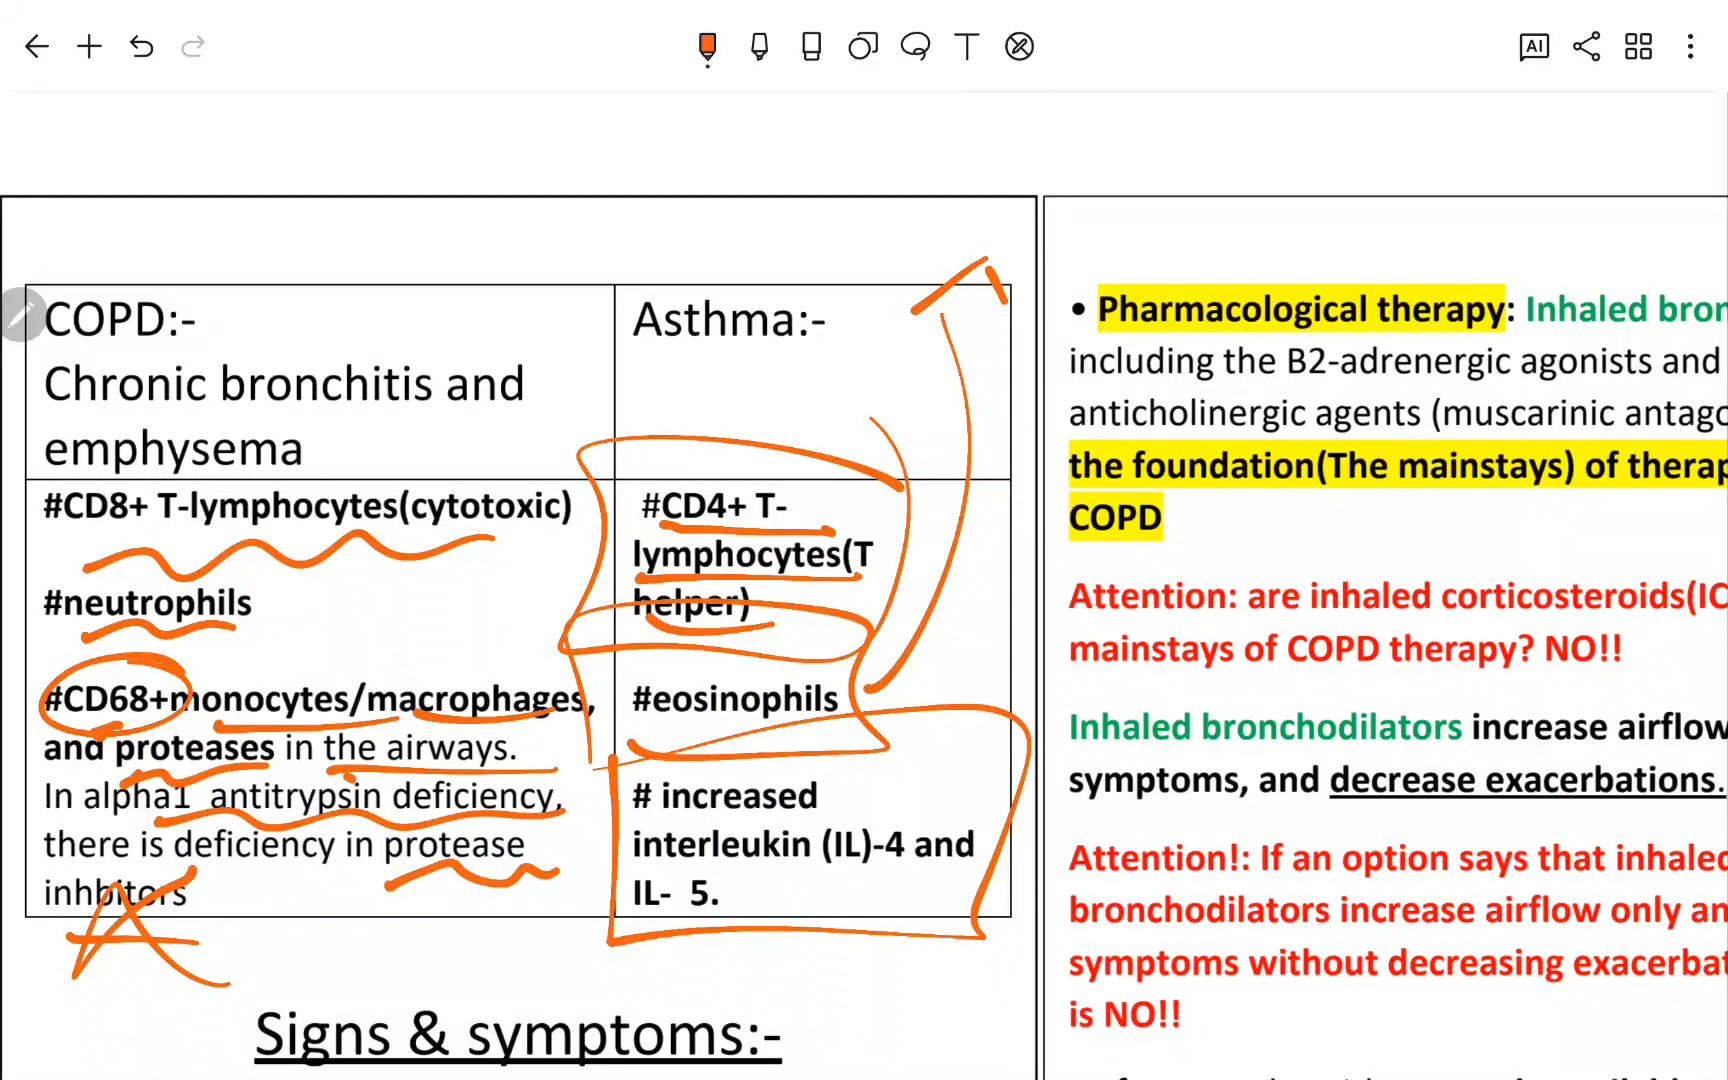 AI
COPD:-
Chronic bronchitis and
emphysema
Asthma:-
#CD8+ T-lymphocytes(cytotoxic)
#neutrophils
#CD68+monocytes/macrophages,
and proteases in the airways.
In alpha1 antitrypsin deficiency,
there is deficiency in protease
inhbitors
#CD4+ T-
lymphocytes(T
helper)
#eosinophils
# increased
interleukin (IL)-4 and
IL- 5.
Signs & symptoms:-
• Pharmacological therapy: Inhaled bron
including the B2-adrenergic agonists and
anticholinergic agents (muscarinic antago
the foundation(The mainstays) of therap
COPD
Attention: are inhaled corticosteroids(IC
mainstays of COPD therapy? NO!!
Inhaled bronchodilators increase airflow
symptoms, and decrease exacerbations.
Attention!: If an option says that inhaled
bronchodilators increase airflow only an
symptoms without decreasing exacerbat
is NO!!